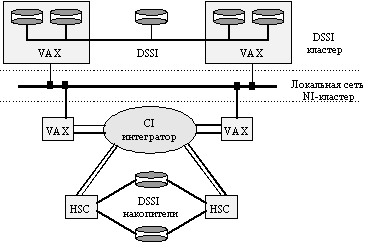 VAX
DSSI
VAX
DSSI
кластер
Локальная сеть
NI-кластер
VAX
CI
интегратор
VAX
HSC
DSSI
накопители
HSC